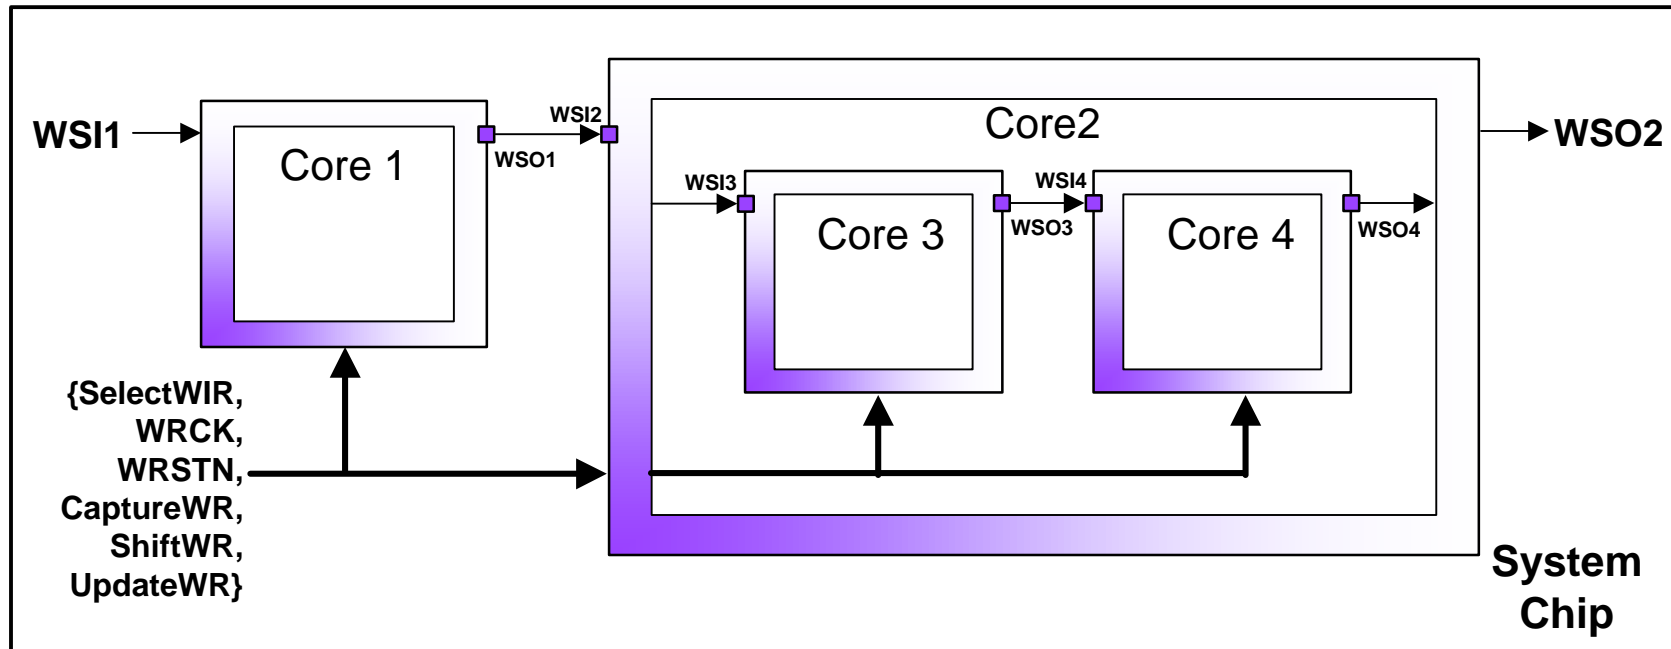 WSI1
Core 1
WSO1
WSI2
Core2
WSI3
Core 3
WSO3
WSI4
Core 4
WSO4
WSO2
{SelectWIR,
WRCK,
WRSTN,
CaptureWR,
ShiftWR,
UpdateWR}
System
Chip